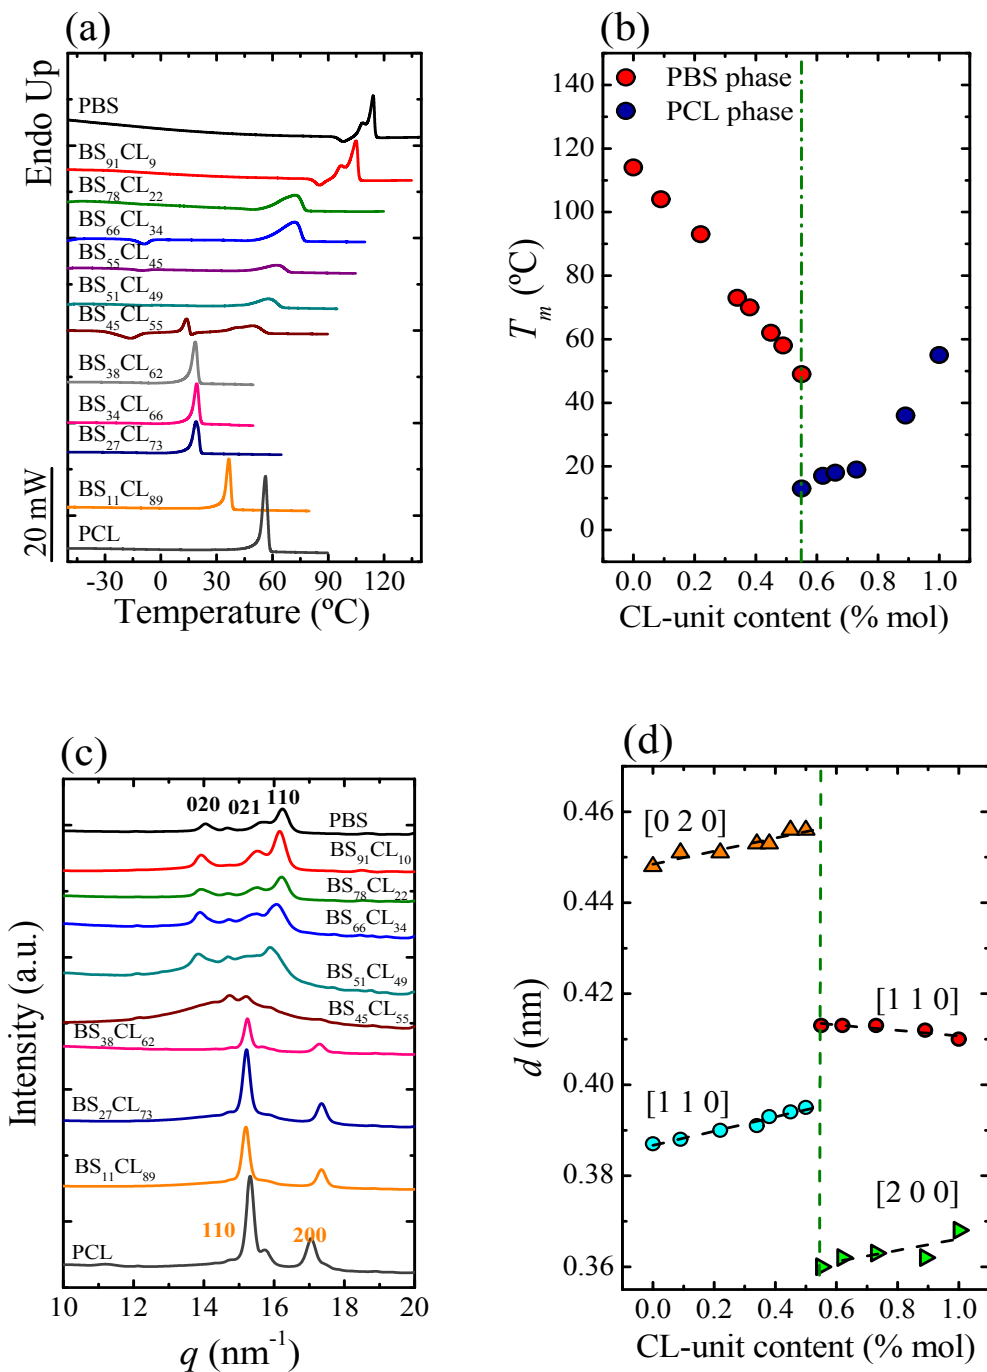 (a)
Endo Up
PBS
BS91CL9
BS78CL22
BS66CL34
BS55CL45
BS51CL49
BS45CL55
BS38CL62
BS34CL66
BS27CL73
BS11CL89
PCL
20 mW
-30 0 30 60 90 120
Temperature (ºC)
(b)
PBS phase
PCL phase
140
120
100
80
60
40
20
0
Tm (ºC)
0.0 0.2 0.4 0.6 0.8 1.0
CL-unit content (% mol)
(c)
020 021 110
PBS
BS91CL10
BS78CL22
BS66CL34
BS51CL49
BS45CL55
BS38CL62
BS27CL73
BS11CL89
110 200
PCL
Intensity (a.u.)
10 12 14 16 18 20
q (nm-1)
(d)
0.46
0.44
0.42
0.40
0.38
0.36
d (nm)
[0 2 0]
[1 1 0]
[1 1 0]
[2 0 0]
0.0 0.2 0.4 0.6 0.8 1.0
CL-unit content (% mol)